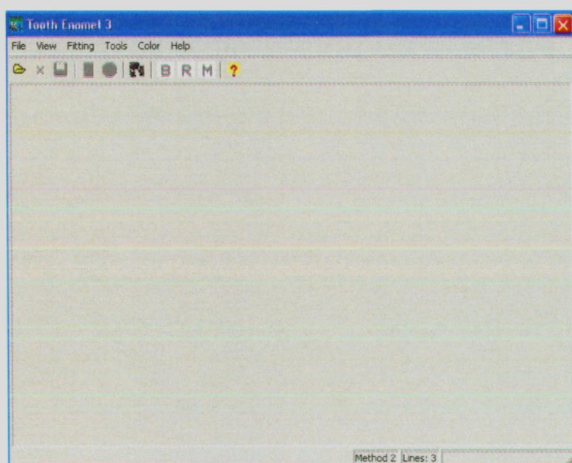 Tooth Enamel 3
File View Fitting Tools Color Help
B R M ?
Method 2 Lines: 3